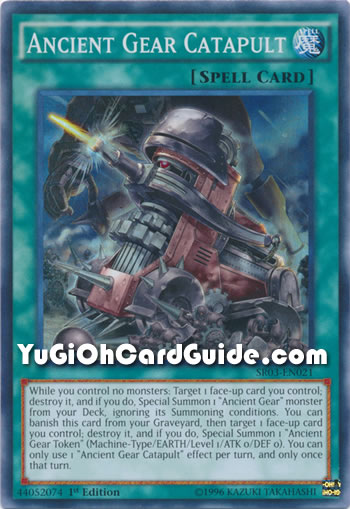 ANCIENT GEAR CATAPULT
[SPELL CARD]
YuGiOhCardGuide.com
SR03-EN021
While you control no monsters: Target 1 face-up card you control;
destroy it, and if you do, Special Summon 1 "Ancient Gear" monster
from your Deck, ignoring its Summoning conditions. You can
banish this card from your Graveyard, then target 1 face-up card
you control; destroy it, and if you do, Special Summon 1 "Ancient
Gear Token" (Machine-Type/EARTH/Level 1/ATK 0/DEF 0). You can
only use 1 "Ancient Gear Catapult" effect per turn, and only once
that turn.
44052074 1st Edition ©1996 KAZUKI TAKAHASHI